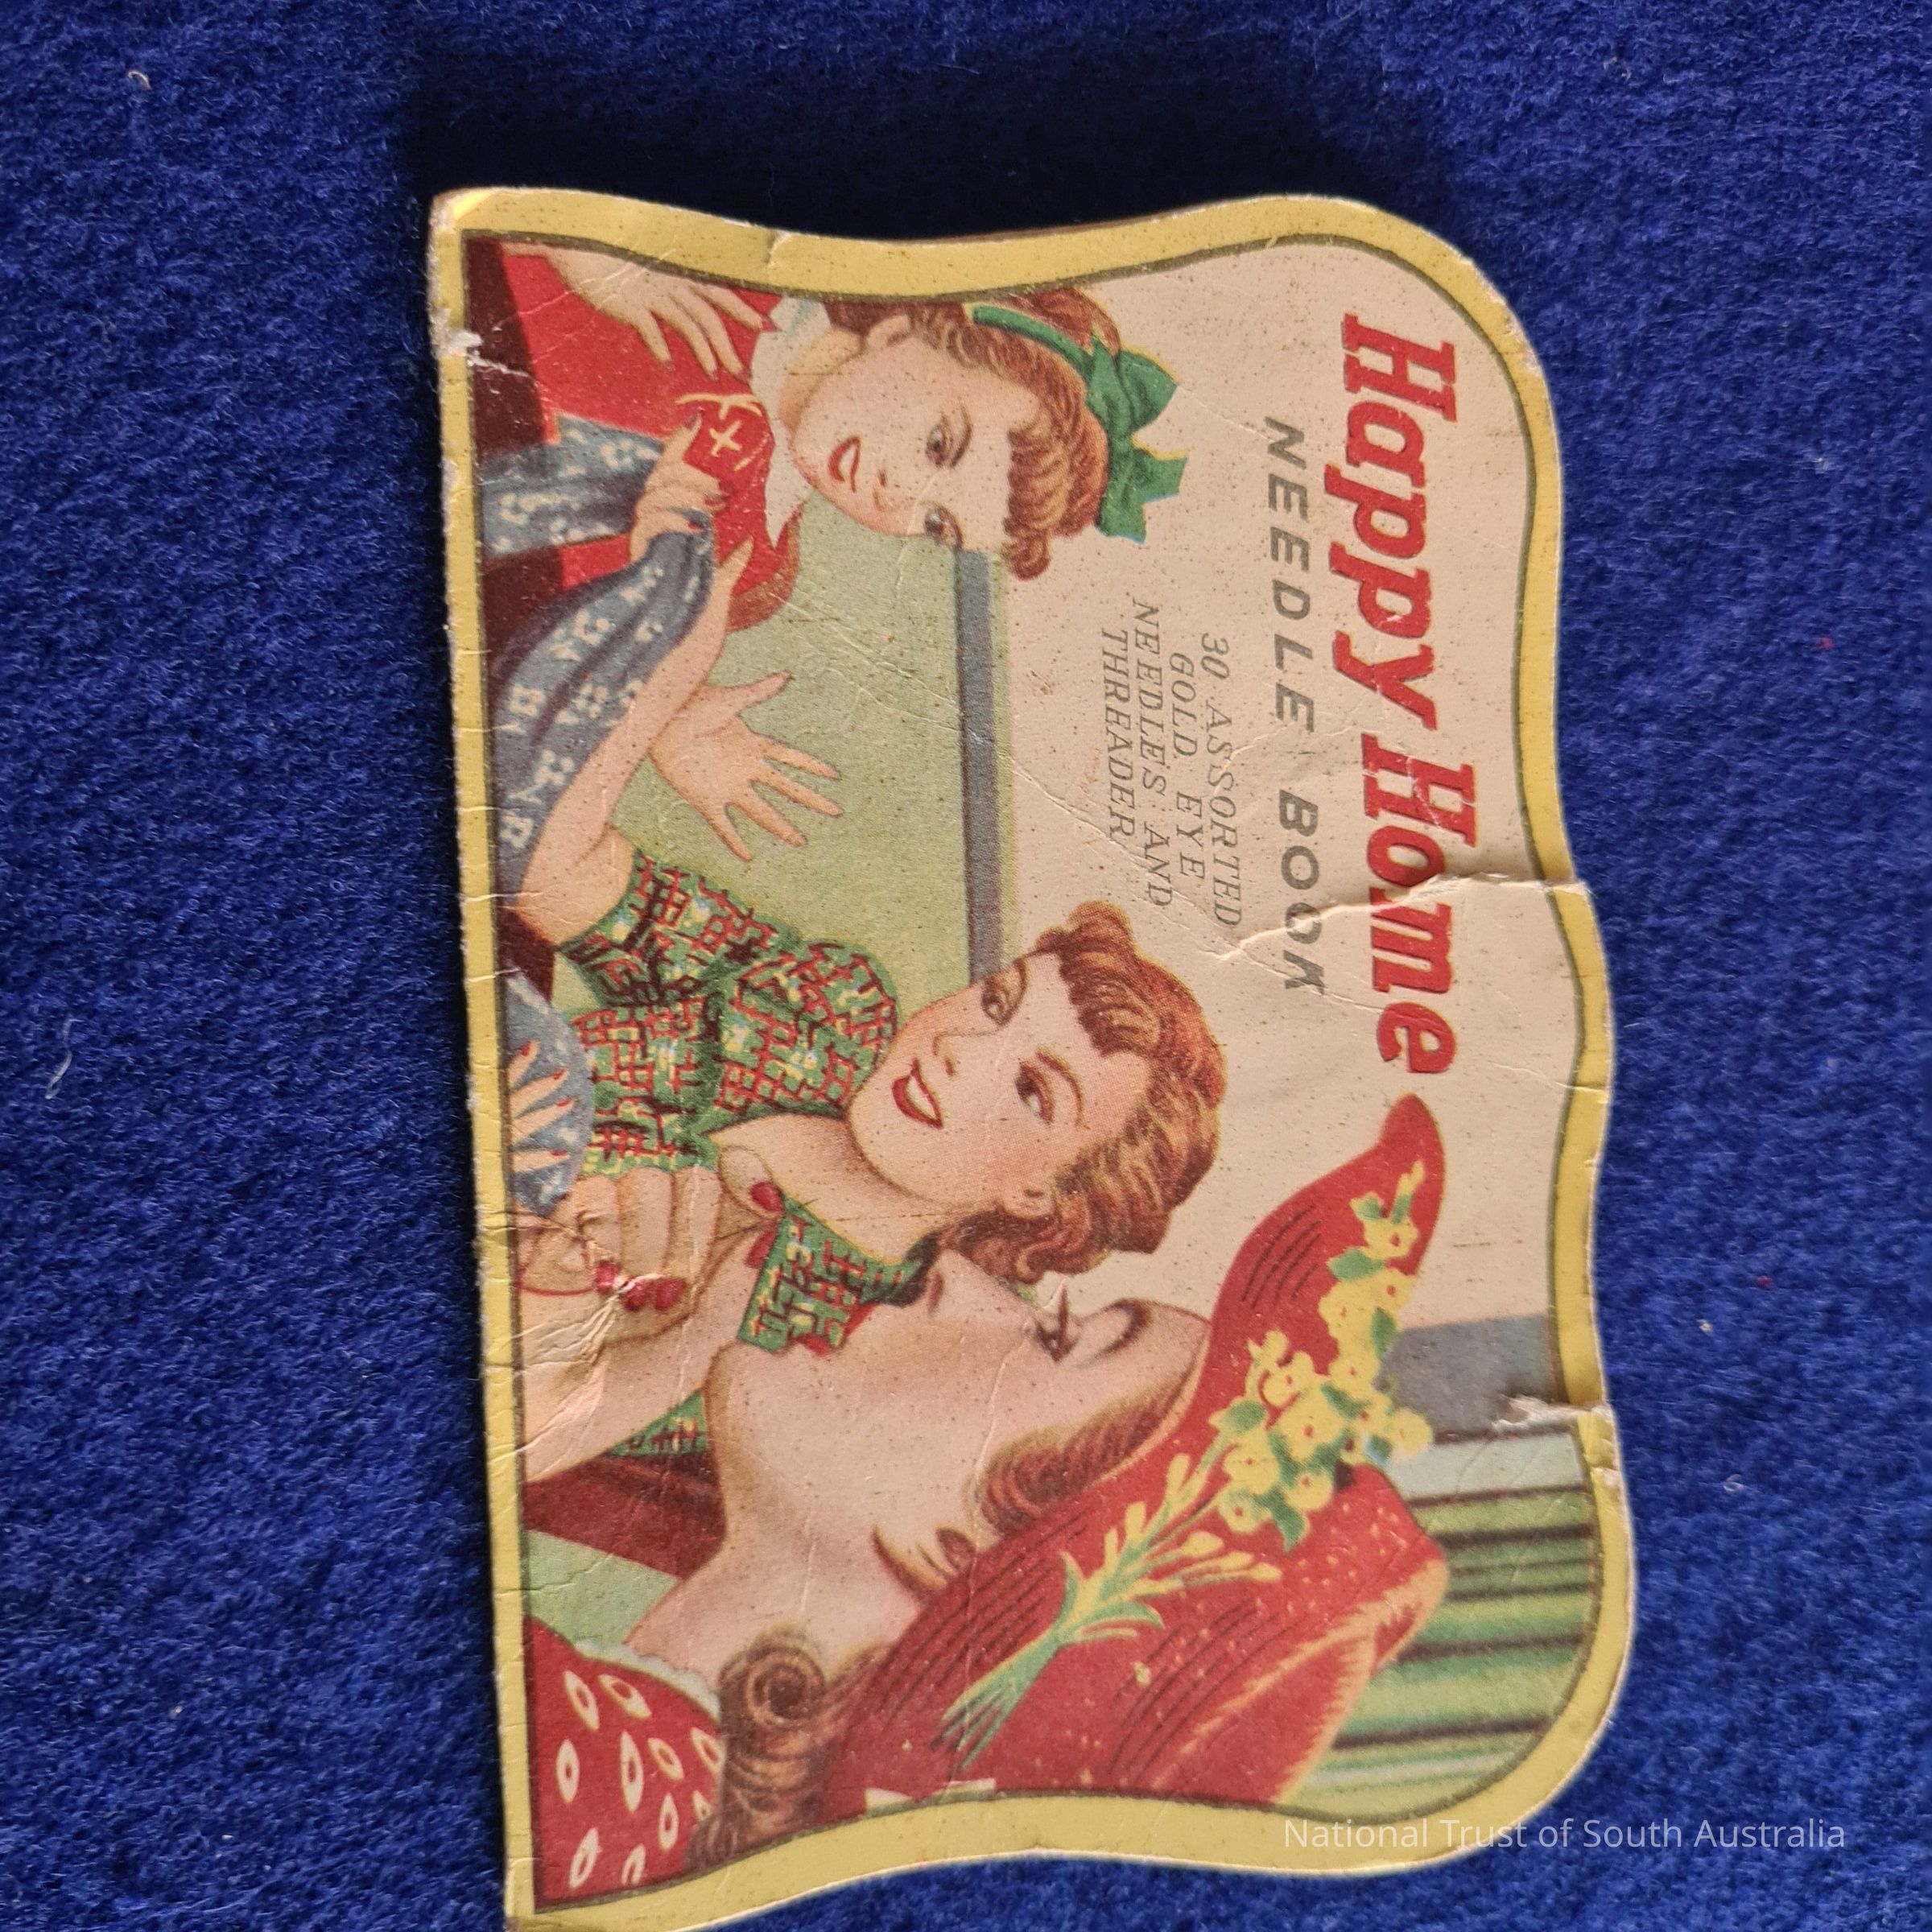 Happy Home
NEEDLE BOOK
30 ASSORTED
GOLD EYE
NEEDLES AND
THREADER
National Trust of South Australia